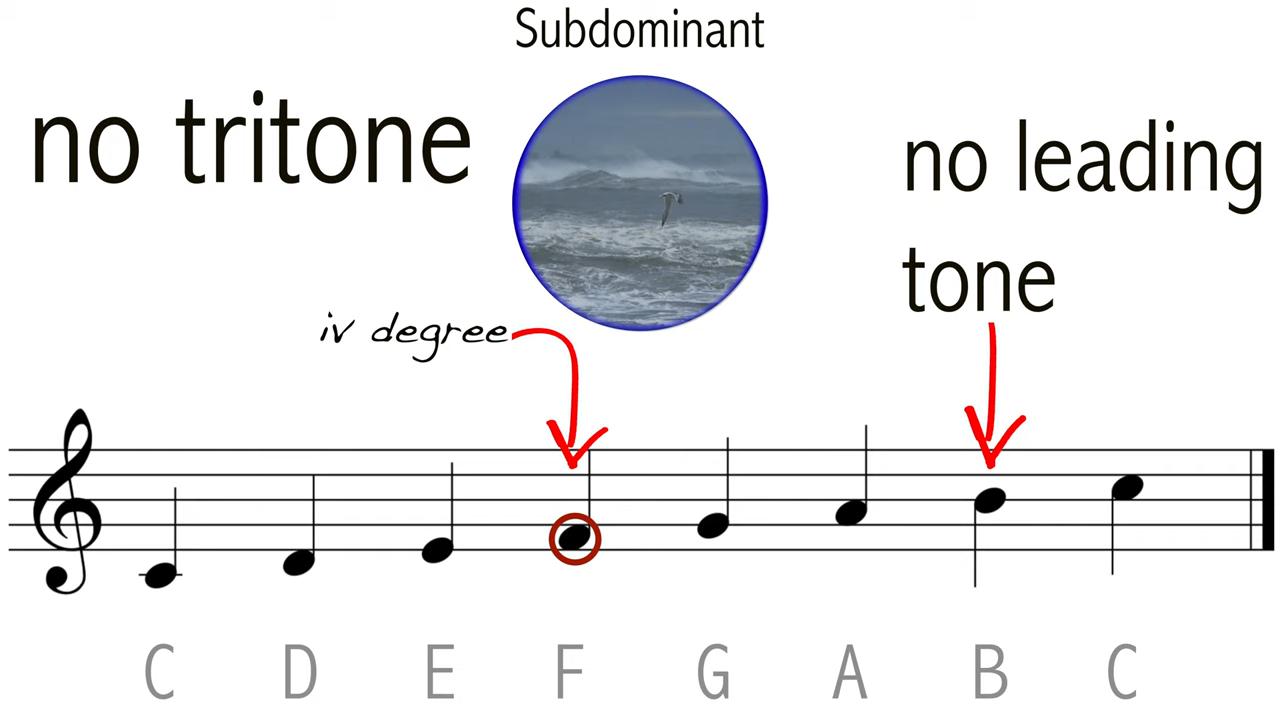 Subdominant
no tritone
no leading
tone
iv degree
C D E F G A B C